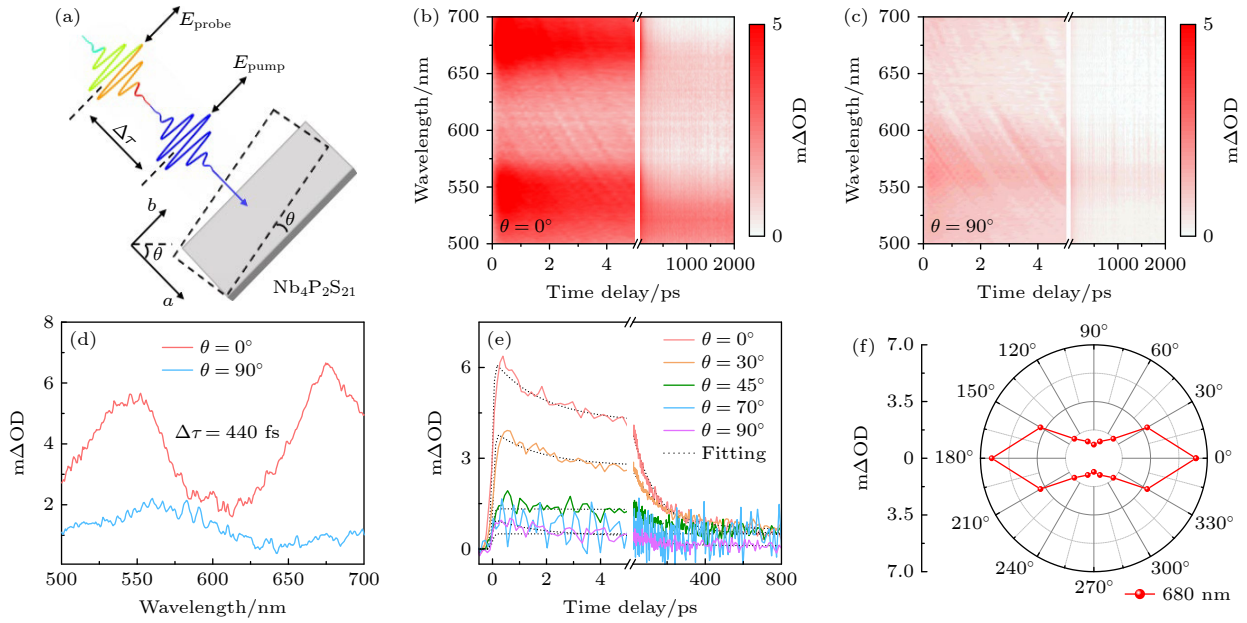 (a)
E_probe
E_pump
Δτ
b
θ
a
θ
Nb₄P₂S₂₁
(b)
700
650
600
550
500
Wavelength/nm
θ = 0°
0 2 4 1000 2000
Time delay/ps
5
0
mΔOD
(c)
700
650
600
550
500
Wavelength/nm
θ = 90°
0 2 4 1000 2000
Time delay/ps
5
0
mΔOD
(d)
8
6
4
2
mΔOD
θ = 0°
θ = 90°
Δτ = 440 fs
500 550 600 650 700
Wavelength/nm
(e)
6
3
0
mΔOD
θ = 0°
θ = 30°
θ = 45°
θ = 70°
θ = 90°
Fitting
0 2 4 400 800
Time delay/ps
(f)
7.0
3.5
0
3.5
7.0
mΔOD
90°
120° 60°
150° 30°
180° 0°
210° 330°
240° 300°
270°
680 nm